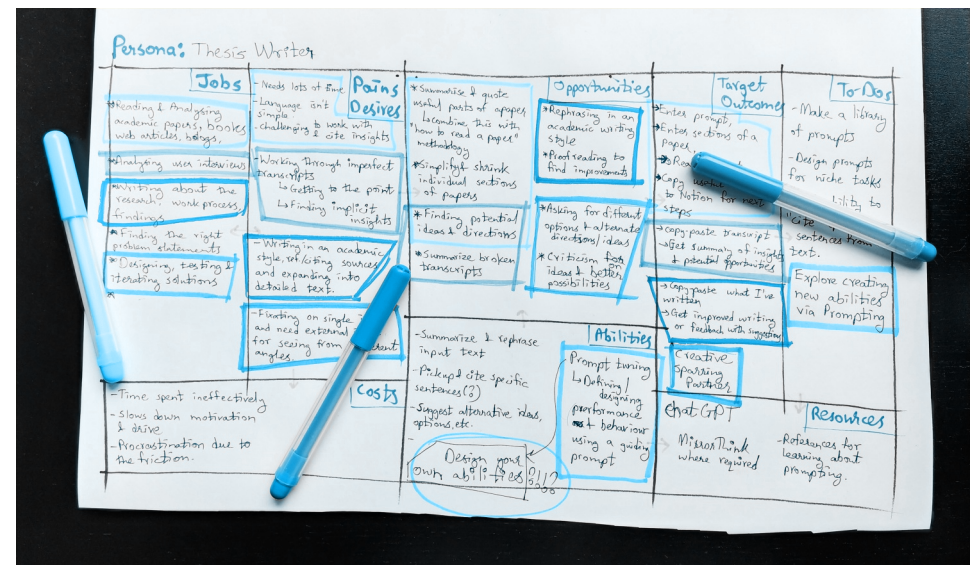 Persona: Thesis Writer
Jobs
*Reading & Analysing
academic papers, books
web articles, blogs,
*Analysing user interviews
*Writing about the
research, work process,
findings
*Finding the right
problem statements
*Designing, testing &
iterating solutions
*
Pains
Desires
-Needs lots of time
-Language isn't
simple
-challenging to work with
& cite insights
-Working through imperfect
transcripts
↳Getting to the point
↳Finding implicit
insights
-Writing in an academic
style, ref/citing sources
and expanding into
detailed text.
-Fixating on single
and need external
for seeing from
angles.
Opportunities
*Summarise & quote
useful parts of apapers
↳combine this with
"how to read a paper"
methodology
*Simplify & shrink
individual sections
of papers
*Finding potential
ideas & directions
*Summarize broken
transcripts
*Rephrasing in an
academic writing
style
*Proofreading to
find improvements
*Asking for different
options & alternate
directions/ideas
*Criticism for
ideas & better
possibilities
Target
Outcome
→Enter prompt,
→Enter sections of a
paper,
→Copy
to Notion for next
steps
→copy-paste transcript
→Get summary of insights
& potential opportunities
→Copy paste what I've
written
→Get improved writing
or feedback with suggestions
Creative
Sparring
Partner
To-Dos
-Make a library
of prompts
-Design prompts
for niche tasks
to
"cite
sentences from
text.
Explore creating
new abilities
via Prompting
Costs
-Time spent ineffectively
-slows down motivation
& drive
-Procrastination due to
the friction.
Abilities
-Summarize & rephrase
input text
-Pickup & cite specific
sentences(?)
-Suggest alternative ideas,
options, etc.
-
Design your
own abilities
Prompt tuning
↳Defining/
designing
performance
behaviour
using a guiding
prompt
chatGPT
MirrorThink
where required
Resources
-References for
learning about
prompting.